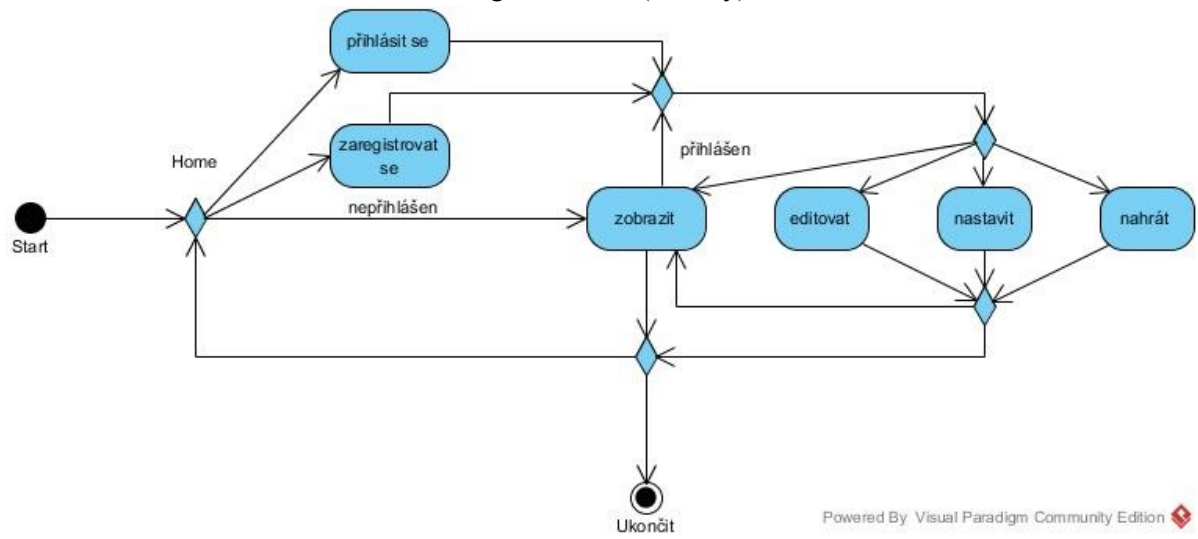 přihlásit se
zaregistrovat
se
Home
přihlášen
nepřihlášen
zobrazit
editovat
nastavit
nahrát
Start
Ukončit
Powered By Visual Paradigm Community Edition